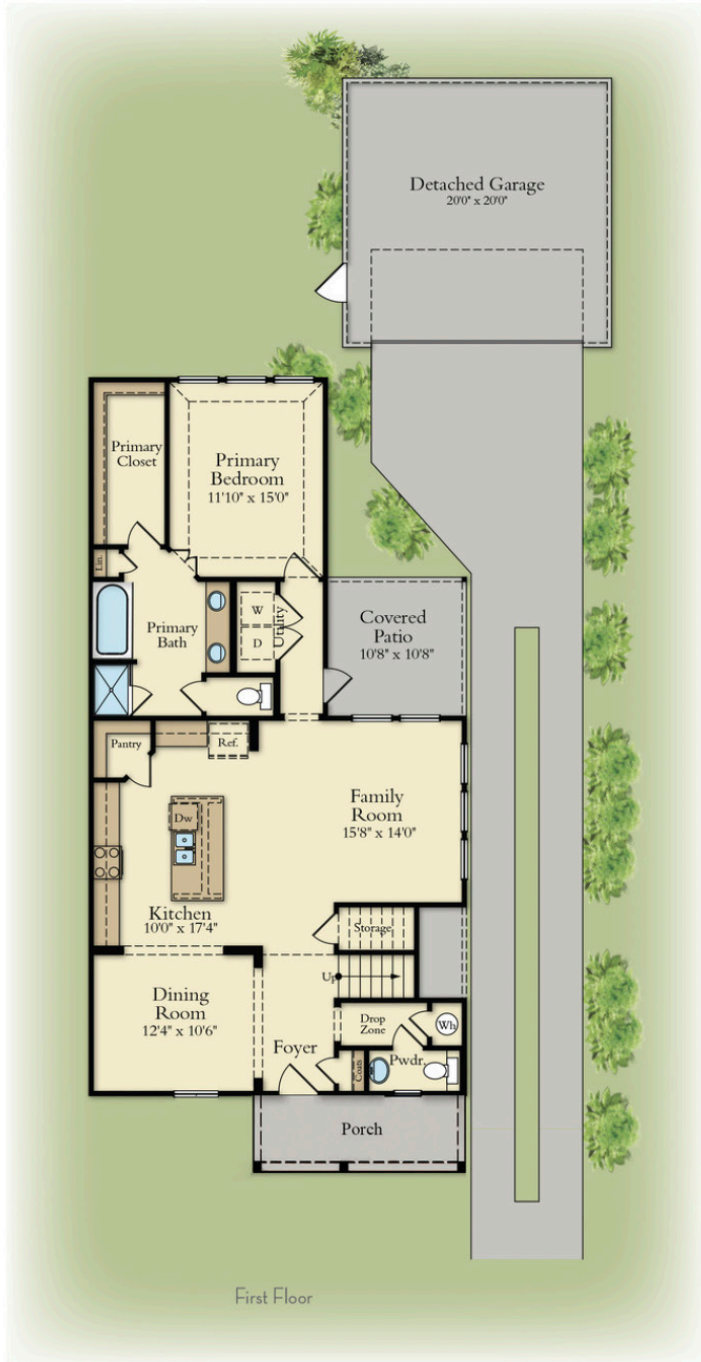 Detached Garage
20'0" x 20'0"
Primary
Closet
Primary
Bedroom
11'10" x 15'0"
Lin.
Primary
Bath
W
D
Utility
Covered
Patio
10'8" x 10'8"
Pantry
Ref.
Family
Room
15'8" x 14'0"
Dw
Kitchen
10'0" x 17'4"
Storage
Up
Dining
Room
12'4" x 10'6"
Drop
Zone
Wh
Foyer
Pwdr.
Coats
Porch
First Floor